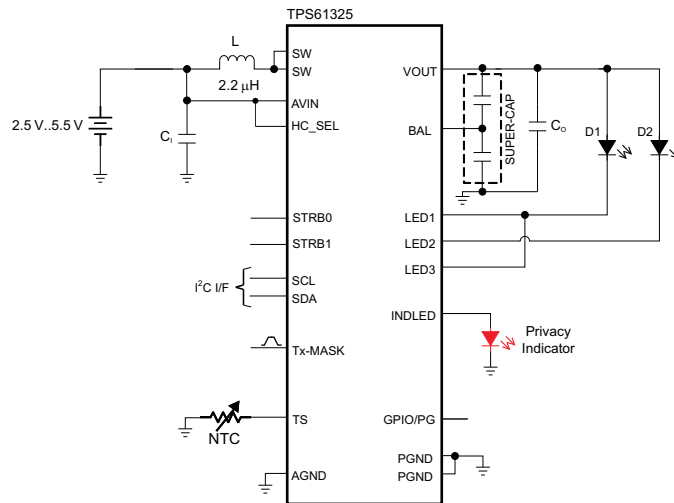 TPS61325
L
2.2 μH
SW
SW
AVIN
HC_SEL
2.5 V..5.5 V
C_I
STRB0
STRB1
I²C I/F
SCL
SDA
Tx-MASK
TS
NTC
AGND
VOUT
BAL
SUPER-CAP
C_O
D1
D2
LED1
LED2
LED3
INDLED
Privacy
Indicator
GPIO/PG
PGND
PGND